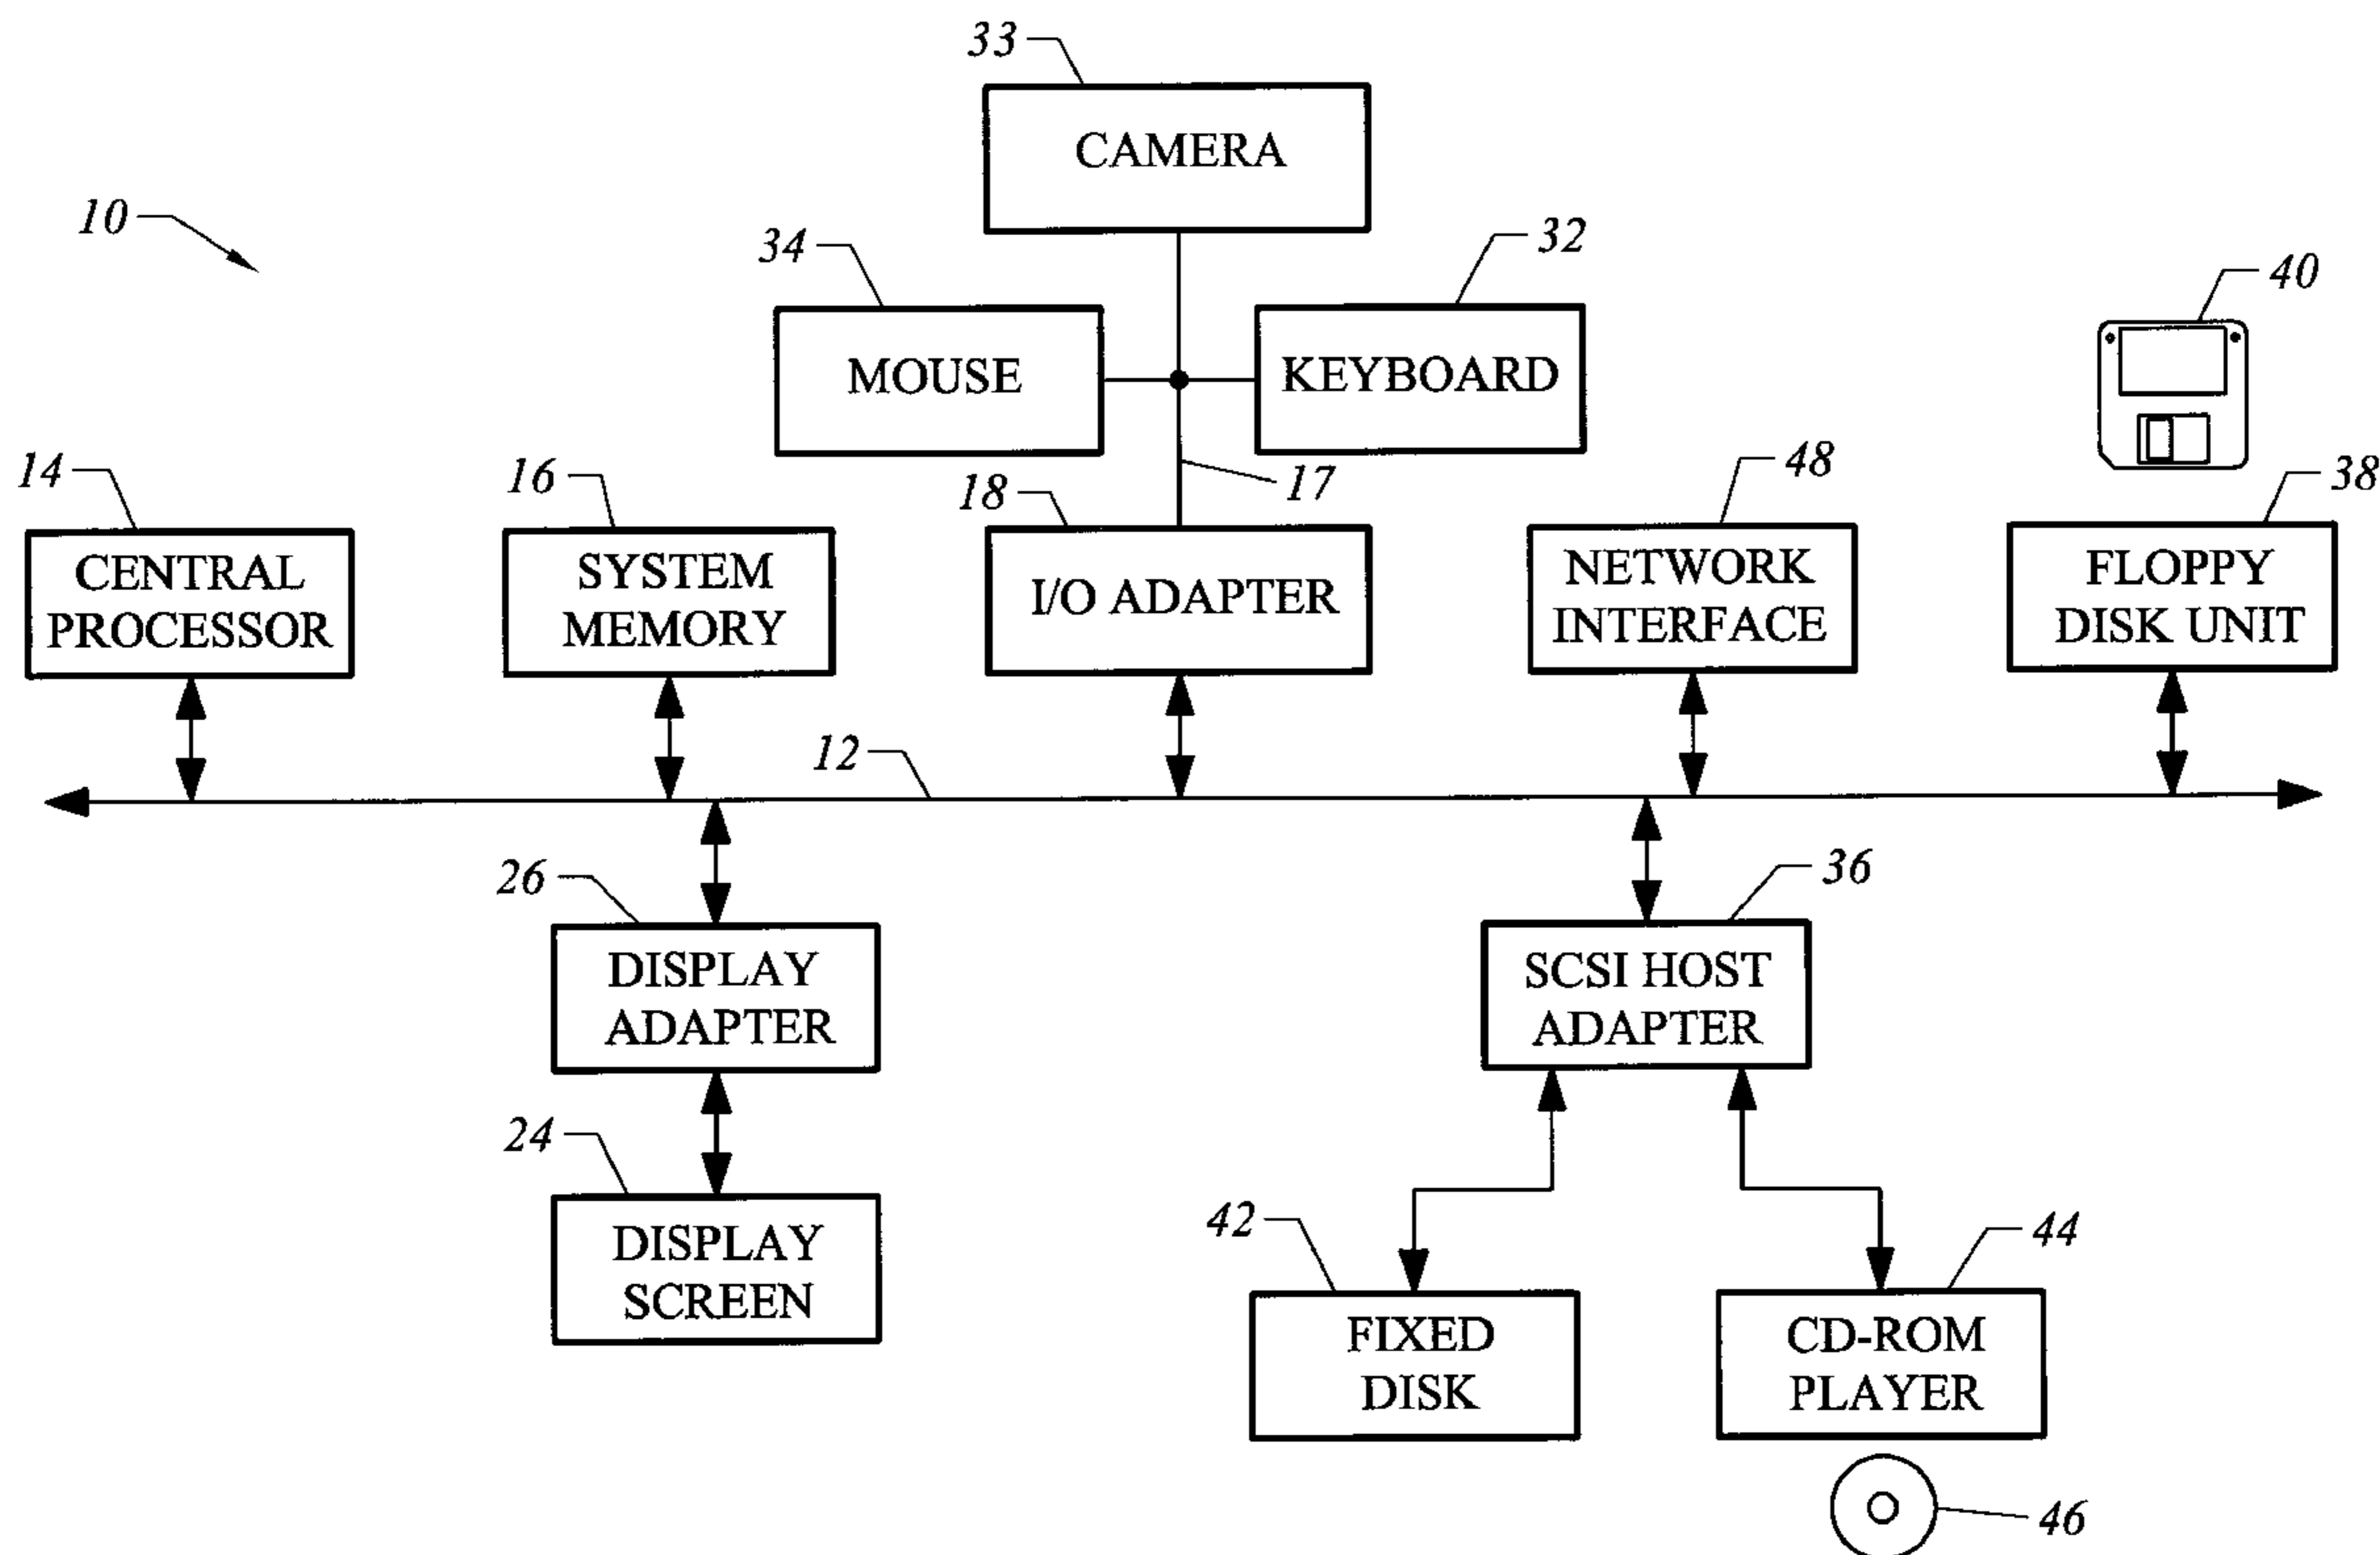 33
CAMERA
10
34
32
40
MOUSE
KEYBOARD
14
16
18
17
48
38
CENTRAL
PROCESSOR
SYSTEM
MEMORY
I/O ADAPTER
NETWORK
INTERFACE
FLOPPY
DISK UNIT
12
26
36
DISPLAY
ADAPTER
SCSI HOST
ADAPTER
24
42
44
DISPLAY
SCREEN
FIXED
DISK
CD-ROM
PLAYER
46